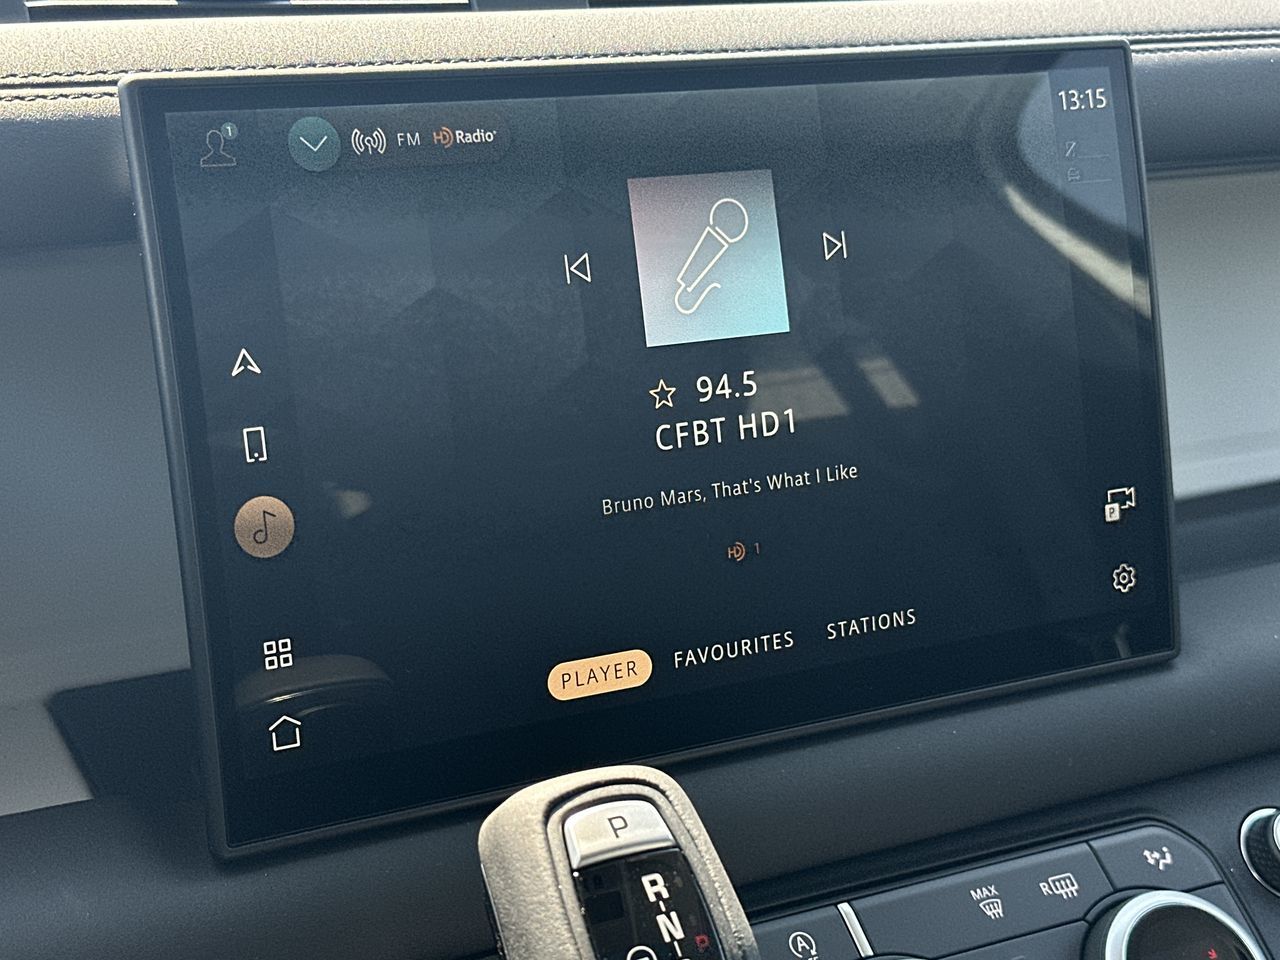 13:15
1
FM HD Radio
94.5
CFBT HD1
Bruno Mars, That's What I Like
HD 1
P
PLAYER FAVOURITES STATIONS
P
R
N
P
MAX
R
A